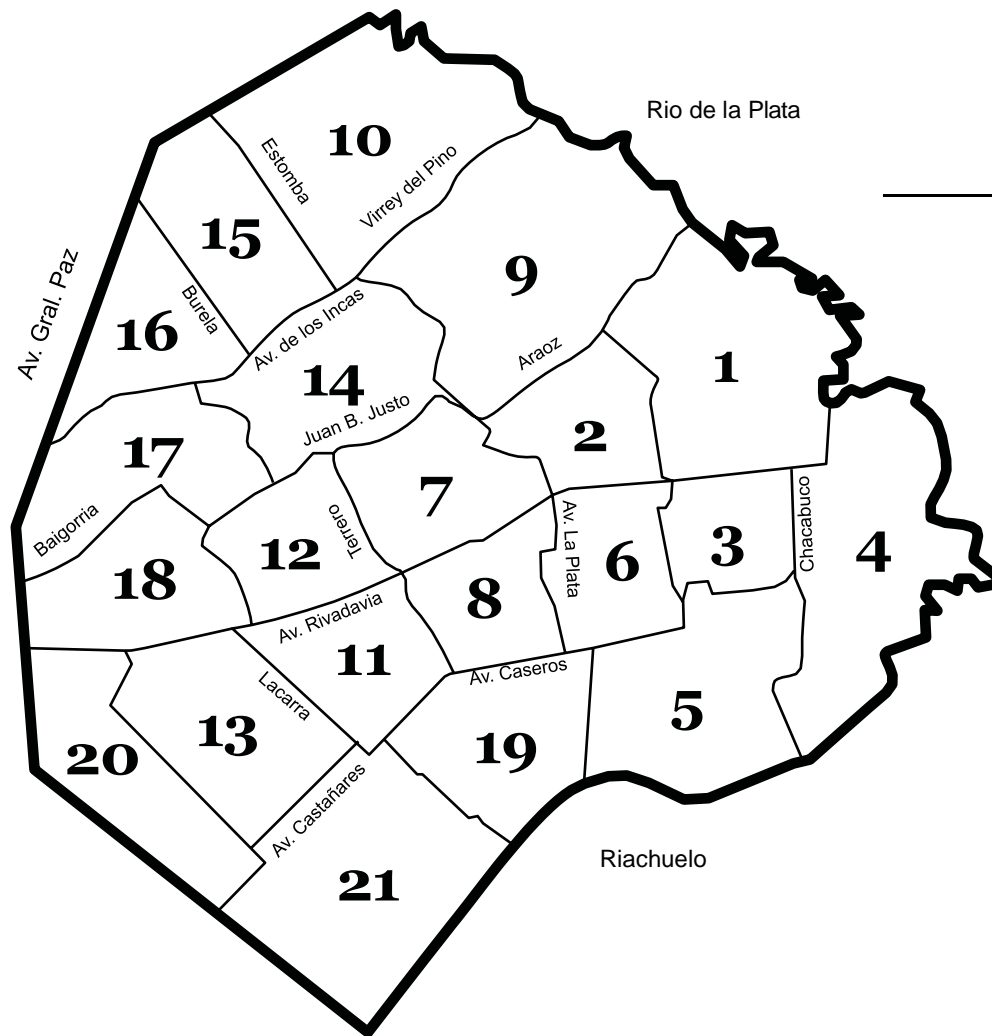 Rio de la Plata
10
Estomba
Virrey del Pino
15
9
Av. Gral. Paz
16
Burela
Av. de los Incas
14
Araoz
1
Juan B. Justo
2
17
7
Baigorria
Terrero
12
Av. La Plata
6
3
Chacabuco
4
18
8
Av. Rivadavia
11
Av. Caseros
Lacarra
5
13
19
20
Av. Castañares
21
Riachuelo